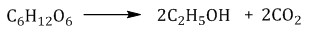 C₆H₁₂O₆ ⟶ 2C₂H₅OH + 2CO₂